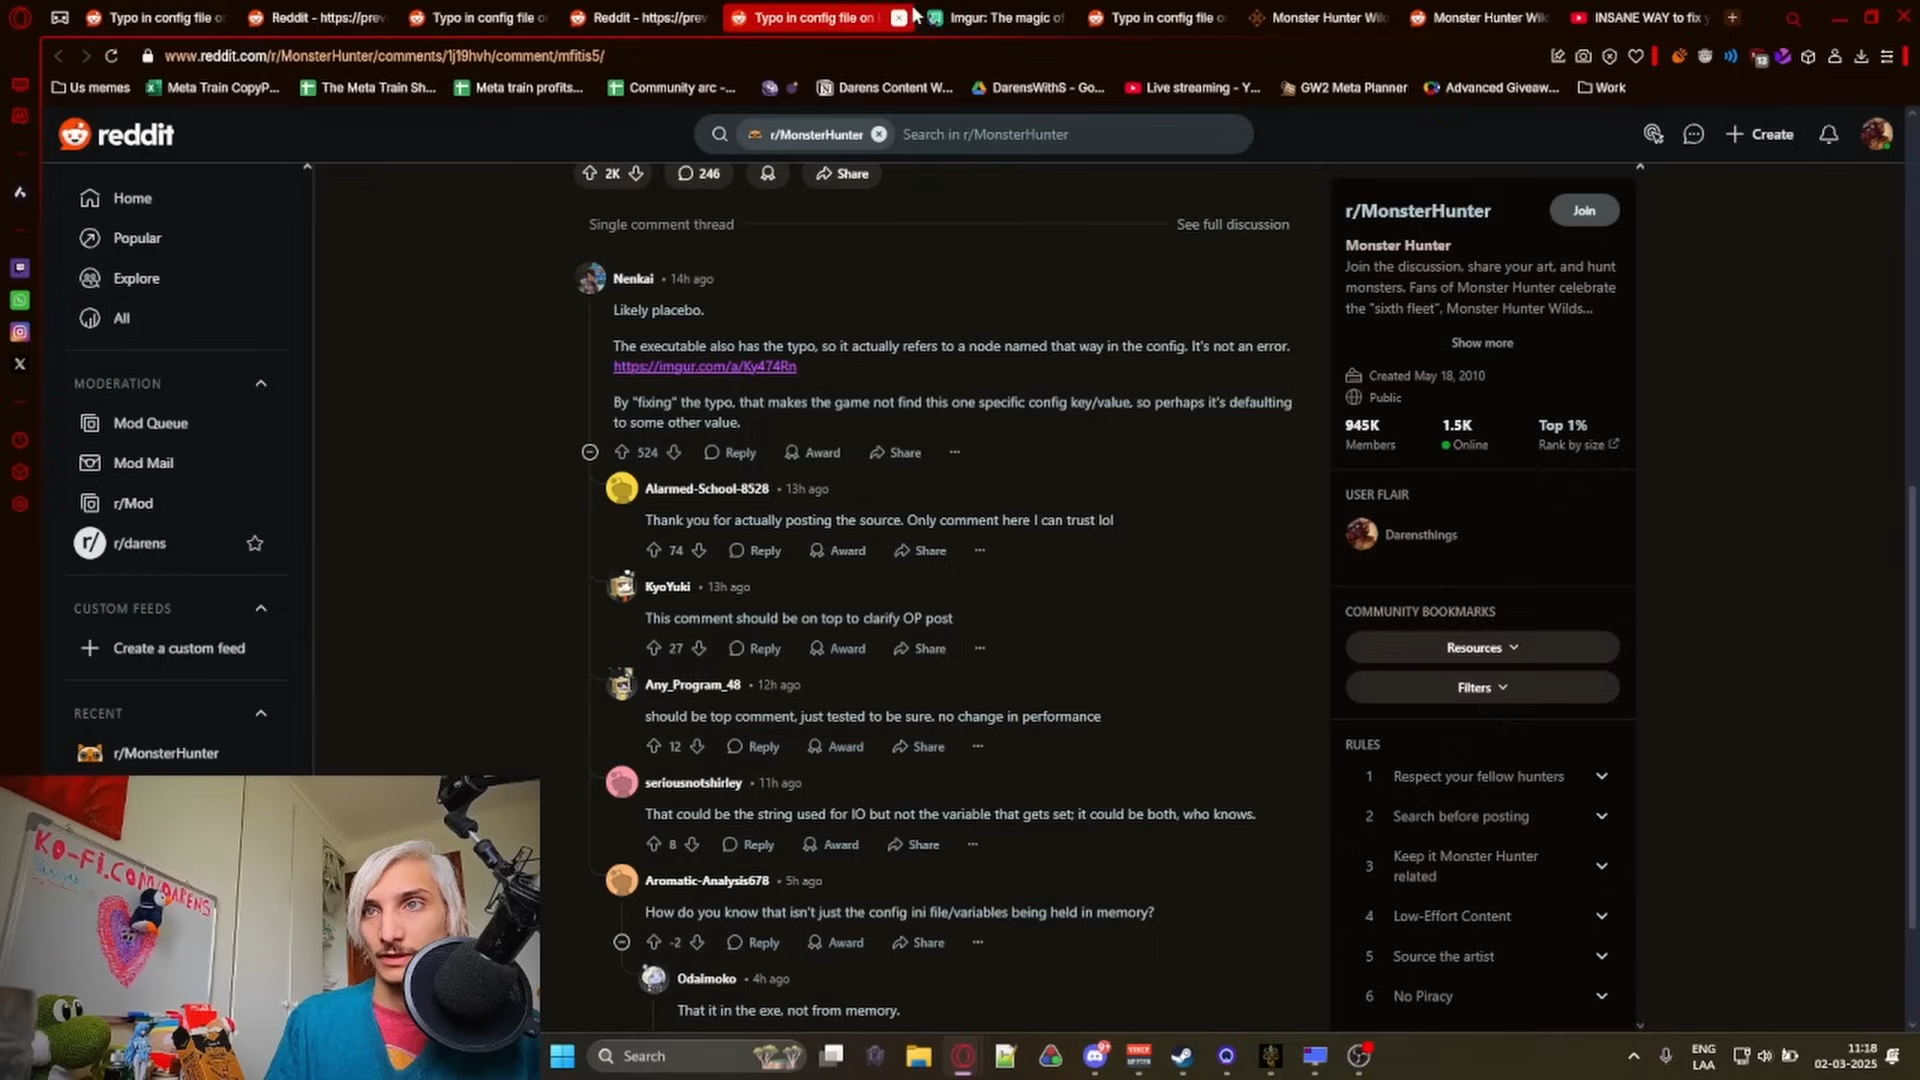 Typo in config file o
Reddit - https://prev
Typo in config file o
Reddit - https://prev
Typo in config file on
Imgur: The magic of
Typo in config file o
Monster Hunter Wil
Monster Hunter Wil
INSANE WAY to fix y
www.reddit.com/r/MonsterHunter/comments/1j19hvh/comment/mfitis5/
Us memes
Meta Train CopyP...
The Meta Train Sh...
Meta train profits...
Community arc -...
Darens Content W...
DarensWithS - Go...
Live streaming - Y...
GW2 Meta Planner
Advanced Giveaw...
Work
reddit
r/MonsterHunter
Search in r/MonsterHunter
Create
Home
Popular
Explore
All
MODERATION
Mod Queue
Mod Mail
r/Mod
r/darens
CUSTOM FEEDS
Create a custom feed
RECENT
r/MonsterHunter
2K
246
Share
Single comment thread
See full discussion
Nenkai • 14h ago
Likely placebo.
The executable also has the typo, so it actually refers to a node named that way in the config. It's not an error.
https://imgur.com/a/Ky474Rn
By "fixing" the typo. that makes the game not find this one specific config key/value, so perhaps it's defaulting
to some other value.
524 Reply Award Share ...
Alarmed-School-8528 • 13h ago
Thank you for actually posting the source. Only comment here I can trust lol
74 Reply Award Share ...
KyoYuki • 13h ago
This comment should be on top to clarify OP post
27 Reply Award Share ...
Any_Program_48 • 12h ago
should be top comment, just tested to be sure. no change in performance
12 Reply Award Share ...
seriousnotshirley • 11h ago
That could be the string used for IO but not the variable that gets set; it could be both, who knows.
8 Reply Award Share ...
Aromatic-Analysis678 • 5h ago
How do you know that isn't just the config ini file/variables being held in memory?
-2 Reply Award Share ...
Odaimoko • 4h ago
That it in the exe, not from memory.
r/MonsterHunter
Join
Monster Hunter
Join the discussion, share your art, and hunt
monsters. Fans of Monster Hunter celebrate
the "sixth fleet", Monster Hunter Wilds...
Show more
Created May 18, 2010
Public
945K
Members
1.5K
Online
Top 1%
Rank by size
USER FLAIR
Darensthings
COMMUNITY BOOKMARKS
Resources
Filters
RULES
1 Respect your fellow hunters
2 Search before posting
3 Keep it Monster Hunter
related
4 Low-Effort Content
5 Source the artist
6 No Piracy
KO-FI.COM/DARENS
Search
ENG
LAA
11:18
02-03-2025